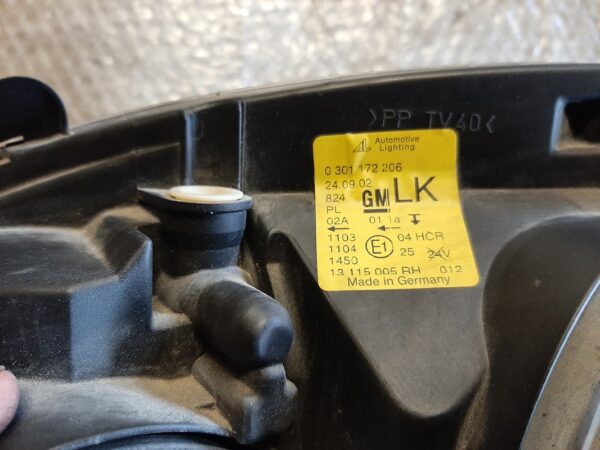 >PP TV40<
AL Automotive
Lighting
0 301 172 206
24.09.02
824 GM LK
PL
02A 01 1a
1103 E1 04 HCR
1104 25 24V
1450
13 115 005 RH 012
Made in Germany